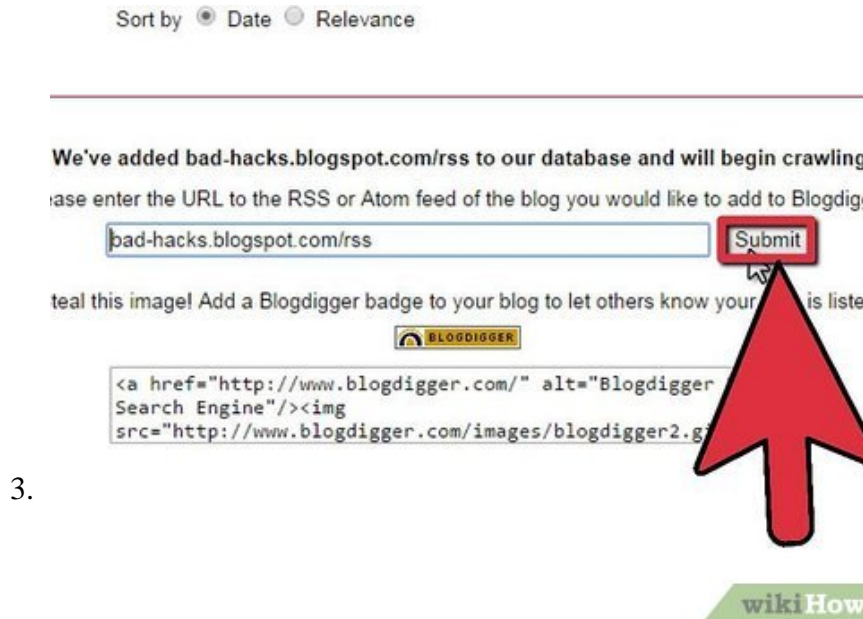 Sort by Date Relevance
We've added bad-hacks.blogspot.com/rss to our database and will begin crawling
ease enter the URL to the RSS or Atom feed of the blog you would like to add to Blogdigg
bad-hacks.blogspot.com/rss Submit
teal this image! Add a Blogdigger badge to your blog to let others know your is liste
BLOGDIGGER
<a href="http://www.blogdigger.com/" alt="Blogdigger
Search Engine"/><img
src="http://www.blogdigger.com/images/blogdigger2.gi
3.
wikiHow